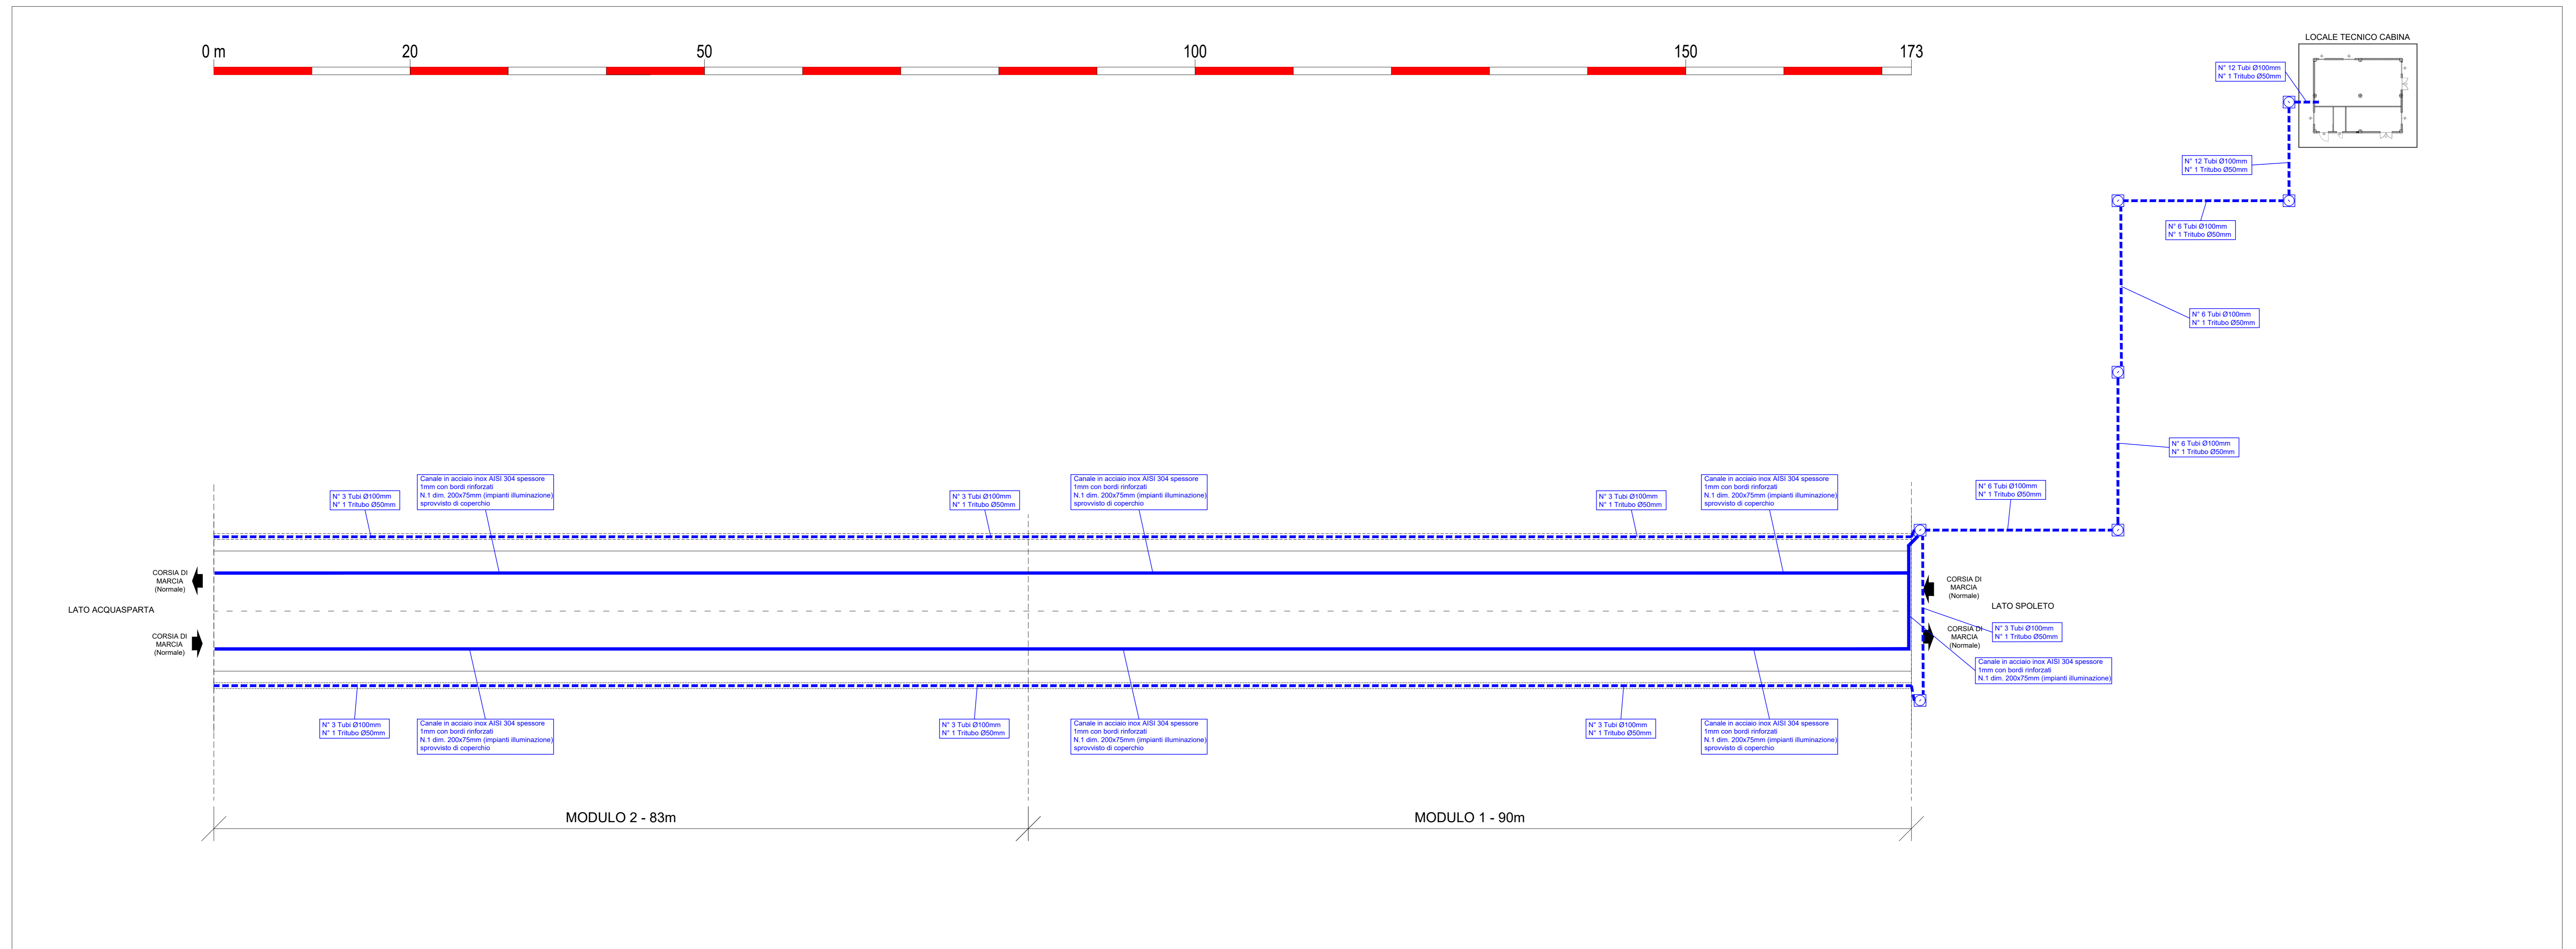 0 m
20
50
100
150
173
LOCALE TECNICO CABINA
N° 12 Tubi Ø100mm
N° 1 Tritubo Ø50mm
N° 12 Tubi Ø100mm
N° 1 Tritubo Ø50mm
N° 6 Tubi Ø100mm
N° 1 Tritubo Ø50mm
N° 6 Tubi Ø100mm
N° 1 Tritubo Ø50mm
N° 6 Tubi Ø100mm
N° 1 Tritubo Ø50mm
N° 6 Tubi Ø100mm
N° 1 Tritubo Ø50mm
N° 3 Tubi Ø100mm
N° 1 Tritubo Ø50mm
Canale in acciaio inox AISI 304 spessore
1mm con bordi rinforzati
N.1 dim. 200x75mm (impianti illuminazione)
sprovvisto di coperchio
N° 3 Tubi Ø100mm
N° 1 Tritubo Ø50mm
Canale in acciaio inox AISI 304 spessore
1mm con bordi rinforzati
N.1 dim. 200x75mm (impianti illuminazione)
sprovvisto di coperchio
N° 3 Tubi Ø100mm
N° 1 Tritubo Ø50mm
Canale in acciaio inox AISI 304 spessore
1mm con bordi rinforzati
N.1 dim. 200x75mm (impianti illuminazione)
sprovvisto di coperchio
CORSIA DI
MARCIA
(Normale)
LATO ACQUASPARTA
CORSIA DI
MARCIA
(Normale)
CORSIA DI
MARCIA
(Normale)
LATO SPOLETO
CORSIA DI
MARCIA
(Normale)
N° 3 Tubi Ø100mm
N° 1 Tritubo Ø50mm
Canale in acciaio inox AISI 304 spessore
1mm con bordi rinforzati
N.1 dim. 200x75mm (impianti illuminazione)
N° 3 Tubi Ø100mm
N° 1 Tritubo Ø50mm
Canale in acciaio inox AISI 304 spessore
1mm con bordi rinforzati
N.1 dim. 200x75mm (impianti illuminazione)
sprovvisto di coperchio
N° 3 Tubi Ø100mm
N° 1 Tritubo Ø50mm
Canale in acciaio inox AISI 304 spessore
1mm con bordi rinforzati
N.1 dim. 200x75mm (impianti illuminazione)
sprovvisto di coperchio
N° 3 Tubi Ø100mm
N° 1 Tritubo Ø50mm
Canale in acciaio inox AISI 304 spessore
1mm con bordi rinforzati
N.1 dim. 200x75mm (impianti illuminazione)
sprovvisto di coperchio
MODULO 2 - 83m
MODULO 1 - 90m